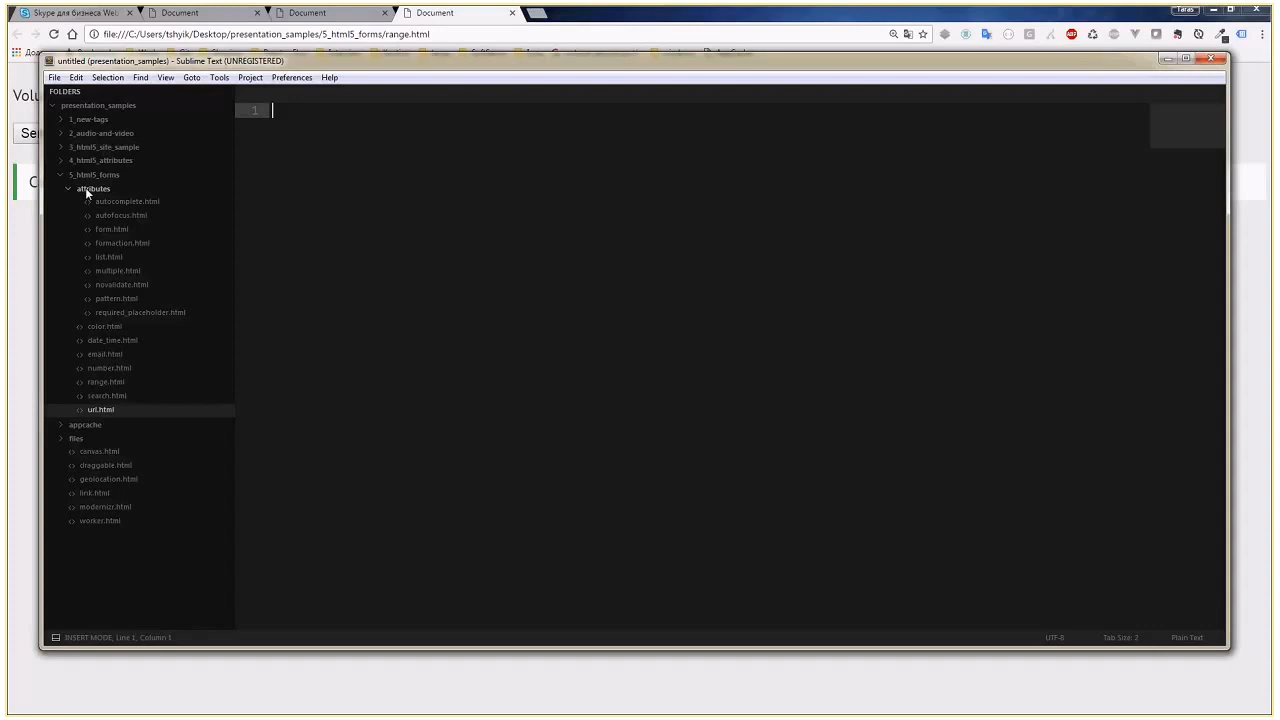 Skype для бизнеса Web
Document
Document
Document
Taras
file:///C:/Users/tshyik/Desktop/presentation_samples/5_html5_forms/range.html
untitled (presentation_samples) - Sublime Text (UNREGISTERED)
File Edit Selection Find View Goto Tools Project Preferences Help
FOLDERS
presentation_samples
1_new-tags
2_audio-and-video
3_html5_site_sample
4_html5_attributes
5_html5_forms
attributes
autocomplete.html
autofocus.html
form.html
formaction.html
list.html
multiple.html
novalidate.html
pattern.html
required_placeholder.html
color.html
date_time.html
email.html
number.html
range.html
search.html
url.html
appcache
files
canvas.html
draggable.html
geolocation.html
link.html
modernizr.html
worker.html
1
Volu
Se
INSERT MODE, Line 1, Column 1
UTF-8
Tab Size: 2
Plain Text